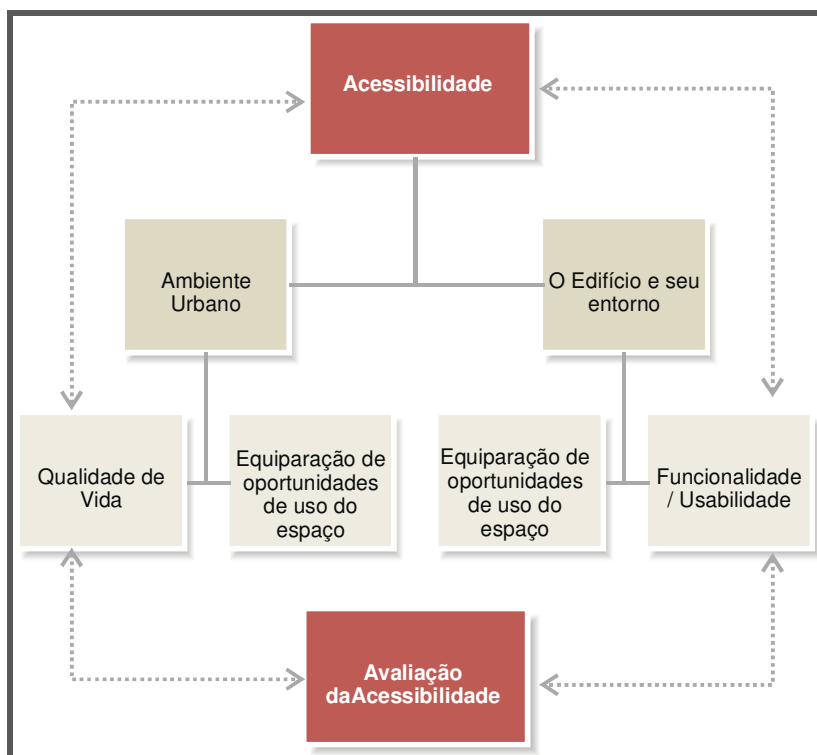 Acessibilidade
Ambiente
Urbano
O Edifício e seu
entorno
Qualidade de
Vida
Equiparação de
oportunidades
de uso do
espaço
Equiparação de
oportunidades
de uso do
espaço
Funcionalidade
/ Usabilidade
Avaliação
daAcessibilidade